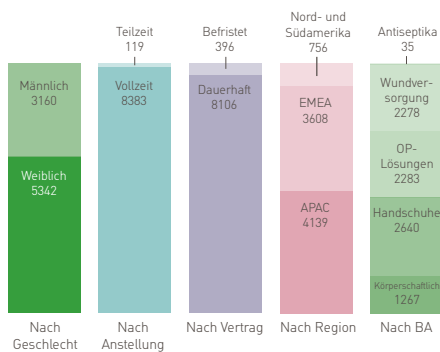 Teilzeit
119
Befristet
396
Nord- und
Südamerika
756
Antiseptika
35
Männlich
3160
Weiblich
5342
Vollzeit
8383
Dauerhaft
8106
EMEA
3608
APAC
4139
Wundver-
sorgung
2278
OP-
Lösungen
2283
Handschuhe
2640
Körperschaftlich
1267
Nach
Geschlecht
Nach
Anstellung
Nach Vertrag
Nach Region
Nach BA